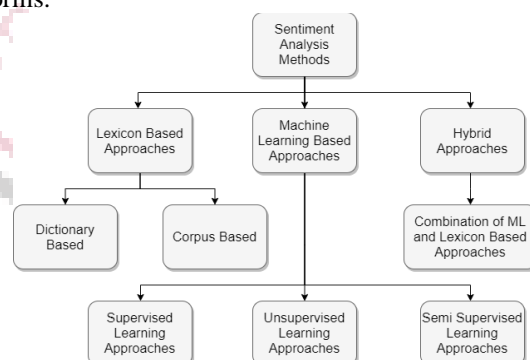 Sentiment
Analysis
Methods
Lexicon Based
Approaches
Machine
Learning Based
Approaches
Hybrid
Approaches
Dictionary
Based
Corpus Based
Combination of ML
and Lexicon Based
Approaches
Supervised
Learning
Approaches
Unsupervised
Learning
Approaches
Semi Supervised
Learning
Approaches